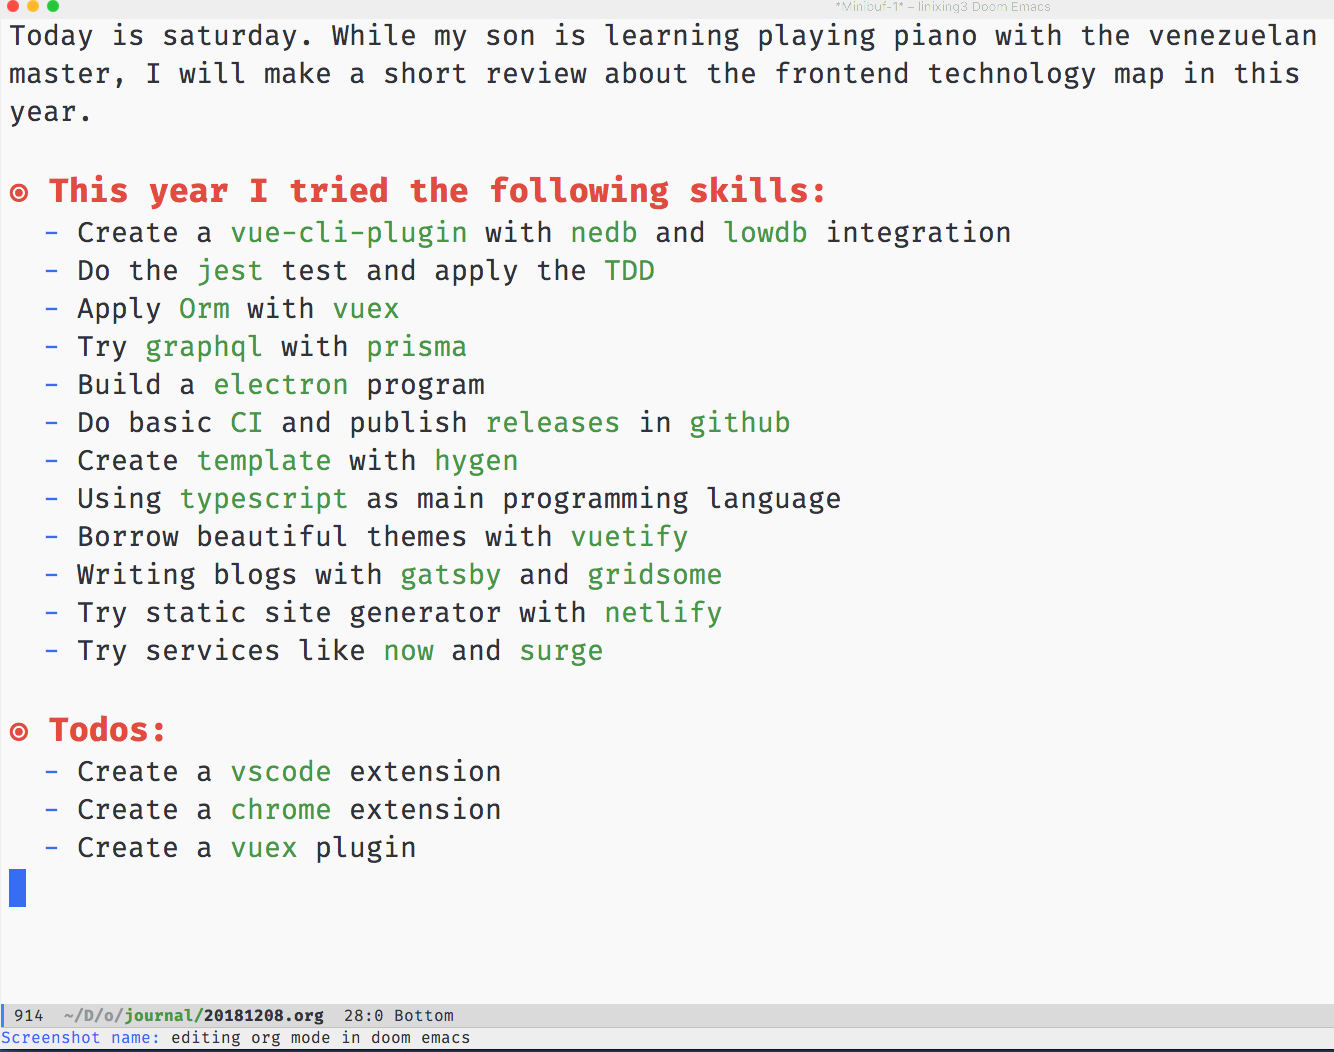 *Minibuf-1* – linixing3 Doom Emacs
Today is saturday. While my son is learning playing piano with the venezuelan
master, I will make a short review about the frontend technology map in this
year.
This year I tried the following skills:
- Create a vue-cli-plugin with nedb and lowdb integration
- Do the jest test and apply the TDD
- Apply Orm with vuex
- Try graphql with prisma
- Build a electron program
- Do basic CI and publish releases in github
- Create template with hygen
- Using typescript as main programming language
- Borrow beautiful themes with vuetify
- Writing blogs with gatsby and gridsome
- Try static site generator with netlify
- Try services like now and surge
Todos:
- Create a vscode extension
- Create a chrome extension
- Create a vuex plugin
914 ~/D/o/journal/20181208.org 28:0 Bottom
Screenshot name: editing org mode in doom emacs